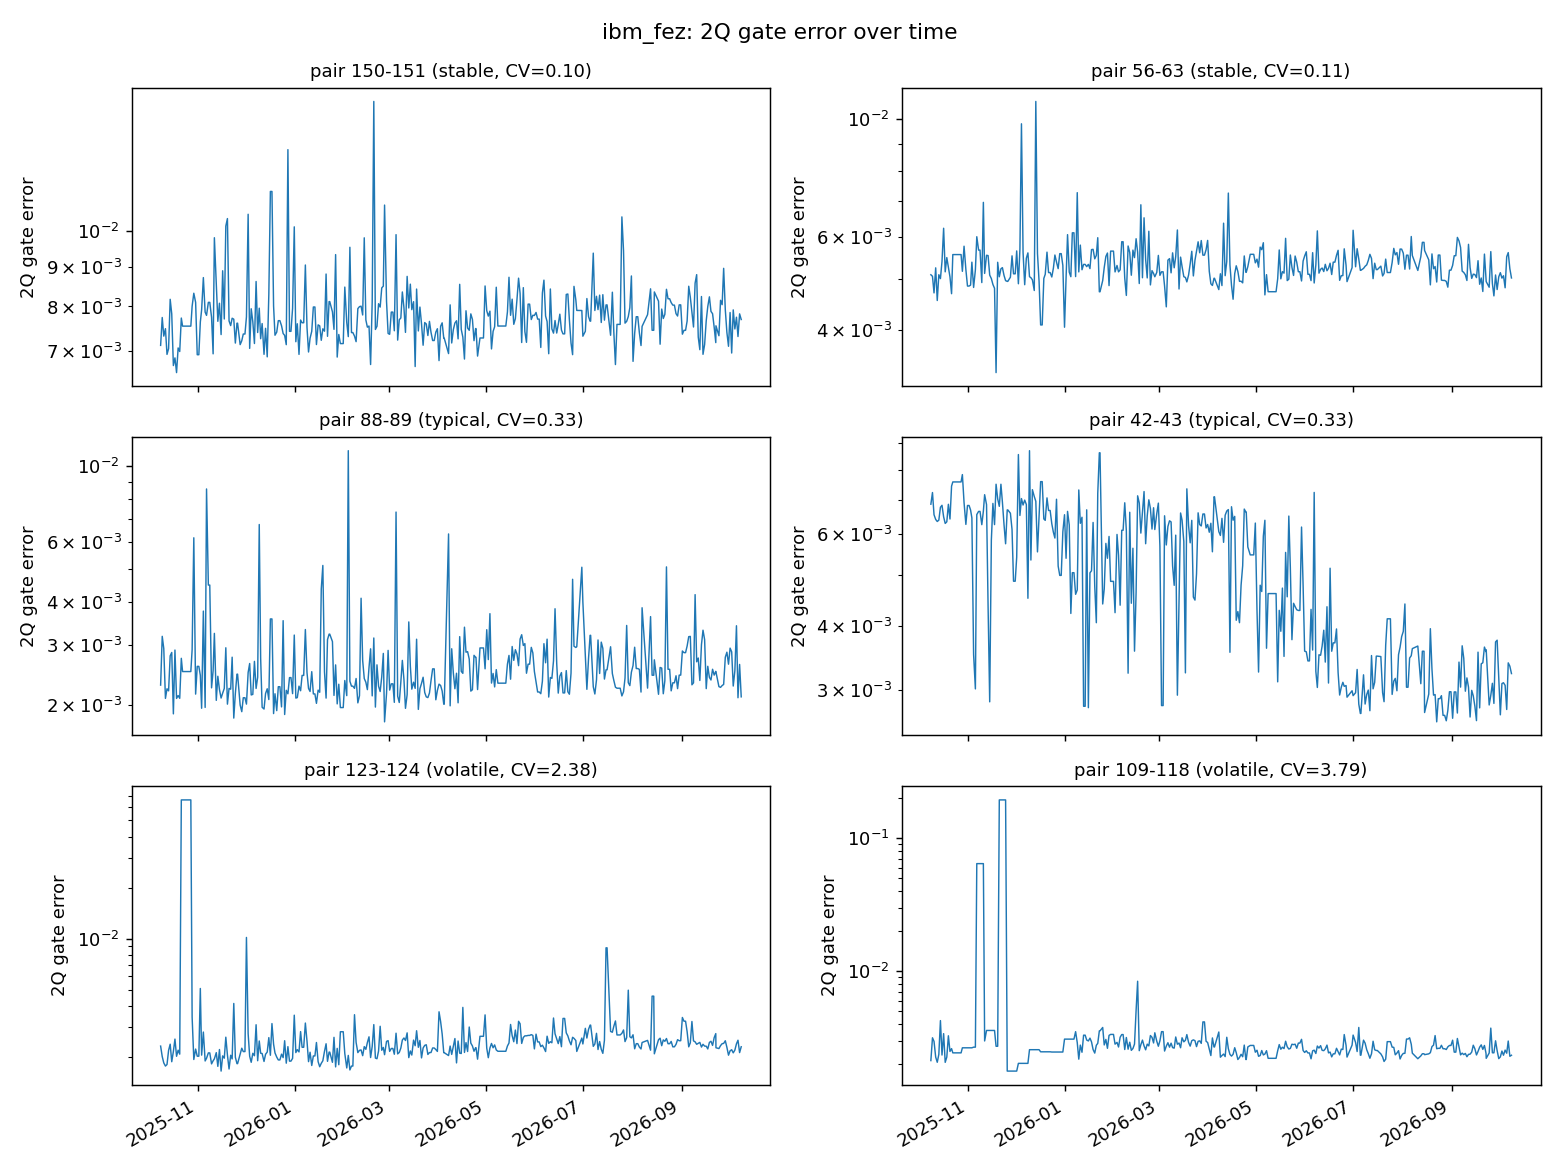 ibm_fez: 2Q gate error over time
pair 150-151 (stable, CV=0.10)
2Q gate error
10⁻²
9 × 10⁻³
8 × 10⁻³
7 × 10⁻³
pair 56-63 (stable, CV=0.11)
2Q gate error
10⁻²
6 × 10⁻³
4 × 10⁻³
pair 88-89 (typical, CV=0.33)
2Q gate error
10⁻²
6 × 10⁻³
4 × 10⁻³
3 × 10⁻³
2 × 10⁻³
pair 42-43 (typical, CV=0.33)
2Q gate error
6 × 10⁻³
4 × 10⁻³
3 × 10⁻³
pair 123-124 (volatile, CV=2.38)
2Q gate error
10⁻²
2025-11
2026-01
2026-03
2026-05
2026-07
2026-09
pair 109-118 (volatile, CV=3.79)
2Q gate error
10⁻¹
10⁻²
2025-11
2026-01
2026-03
2026-05
2026-07
2026-09